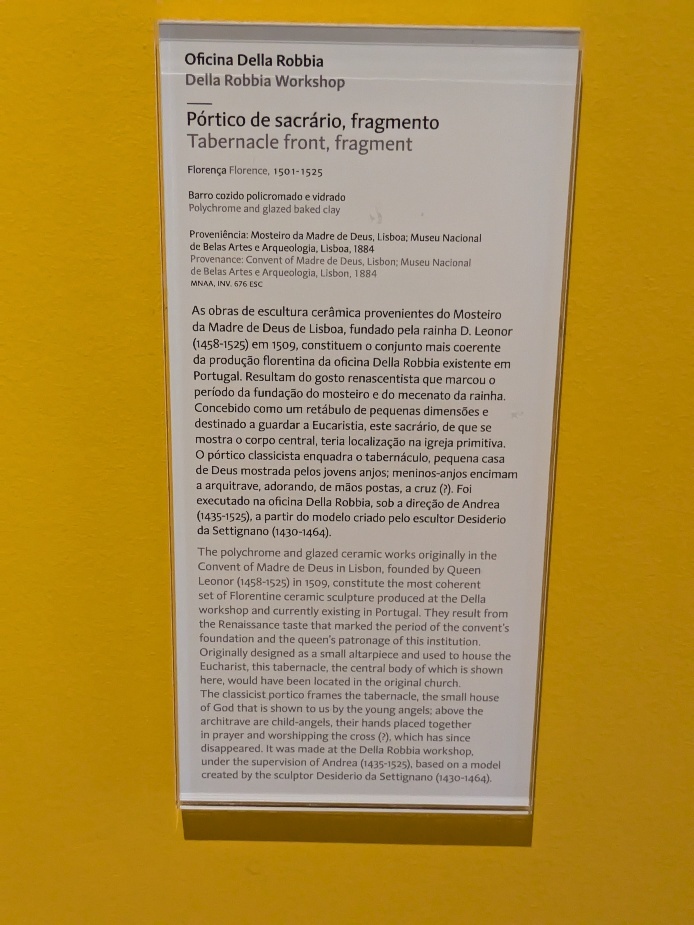 Oficina Della Robbia
Della Robbia Workshop
Pórtico de sacrário, fragmento
Tabernacle front, fragment
Florença Florence, 1501-1525
Barro cozido policromado e vidrado
Polychrome and glazed baked clay
Proveniência: Mosteiro da Madre de Deus, Lisboa; Museu Nacional
de Belas Artes e Arqueologia, Lisboa, 1884
Provenance: Convent of Madre de Deus, Lisbon; Museu Nacional
de Belas Artes e Arqueologia, Lisbon, 1884
MNAA, INV. 676 ESC
As obras de escultura cerâmica provenientes do Mosteiro
da Madre de Deus de Lisboa, fundado pela rainha D. Leonor
(1458-1525) em 1509, constituem o conjunto mais coerente
da produção florentina da oficina Della Robbia existente em
Portugal. Resultam do gosto renascentista que marcou o
período da fundação do mosteiro e do mecenato da rainha.
Concebido como um retábulo de pequenas dimensões e
destinado a guardar a Eucaristia, este sacrário, de que se
mostra o corpo central, teria localização na igreja primitiva.
O pórtico classicista enquadra o tabernáculo, pequena casa
de Deus mostrada pelos jovens anjos; meninos-anjos encimam
a arquitrave, adorando, de mãos postas, a cruz (?). Foi
executado na oficina Della Robbia, sob a direção de Andrea
(1435-1525), a partir do modelo criado pelo escultor Desiderio
da Settignano (1430-1464).
The polychrome and glazed ceramic works originally in the
Convent of Madre de Deus in Lisbon, founded by Queen
Leonor (1458-1525) in 1509, constitute the most coherent
set of Florentine ceramic sculpture produced at the Della
workshop and currently existing in Portugal. They result from
the Renaissance taste that marked the period of the convent's
foundation and the queen's patronage of this institution.
Originally designed as a small altarpiece and used to house the
Eucharist, this tabernacle, the central body of which is shown
here, would have been located in the original church.
The classicist portico frames the tabernacle, the small house
of God that is shown to us by the young angels; above the
architrave are child-angels, their hands placed together
in prayer and worshipping the cross (?), which has since
disappeared. It was made at the Della Robbia workshop,
under the supervision of Andrea (1435-1525), based on a model
created by the sculptor Desiderio da Settignano (1430-1464).